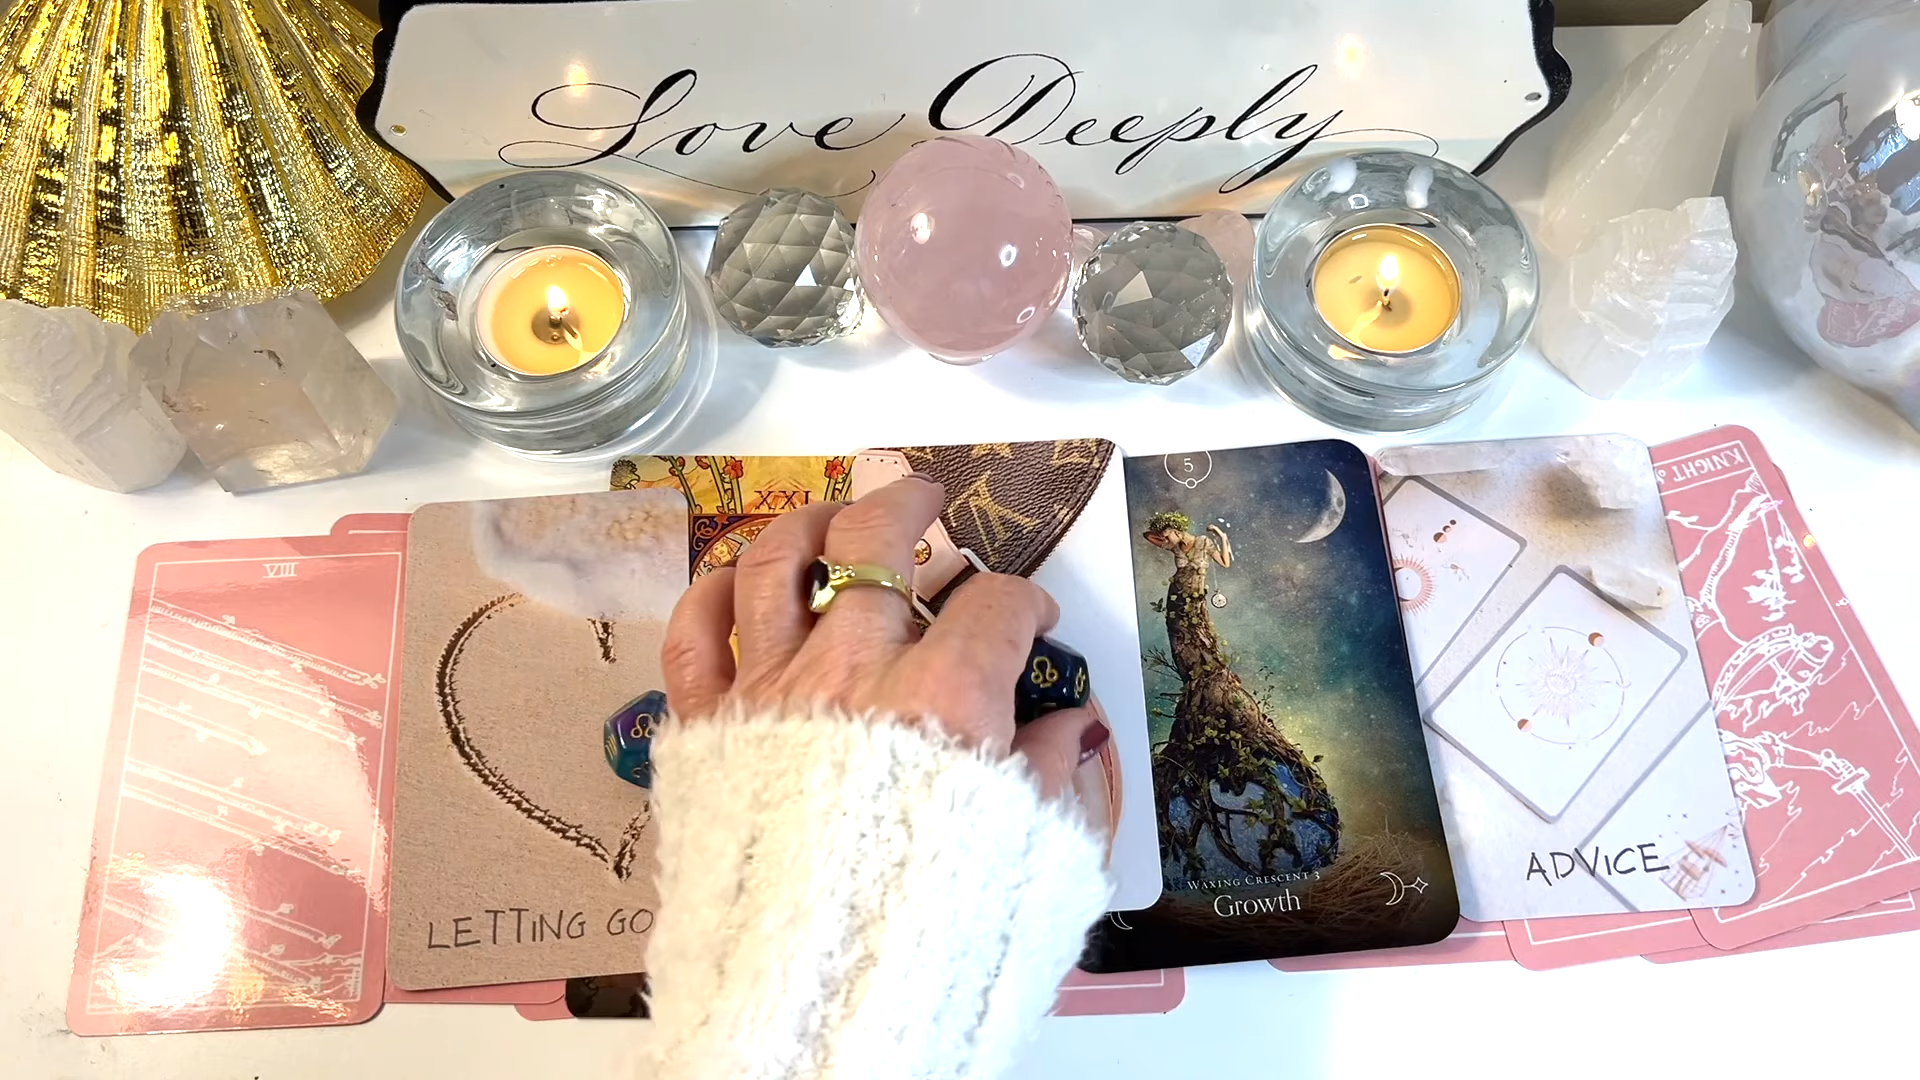 Love Deeply
XXI
5
KNIGHT
VIII
WAXING CRESCENT 3
Growth
ADVICE
LETTING GO